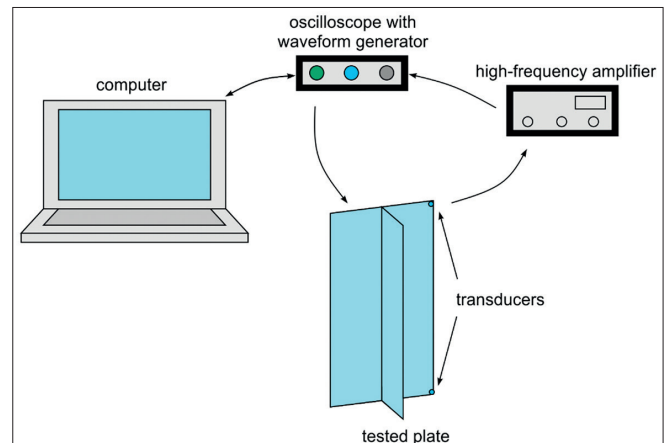 oscilloscope with
waveform generator
high-frequency amplifier
computer
transducers
tested plate